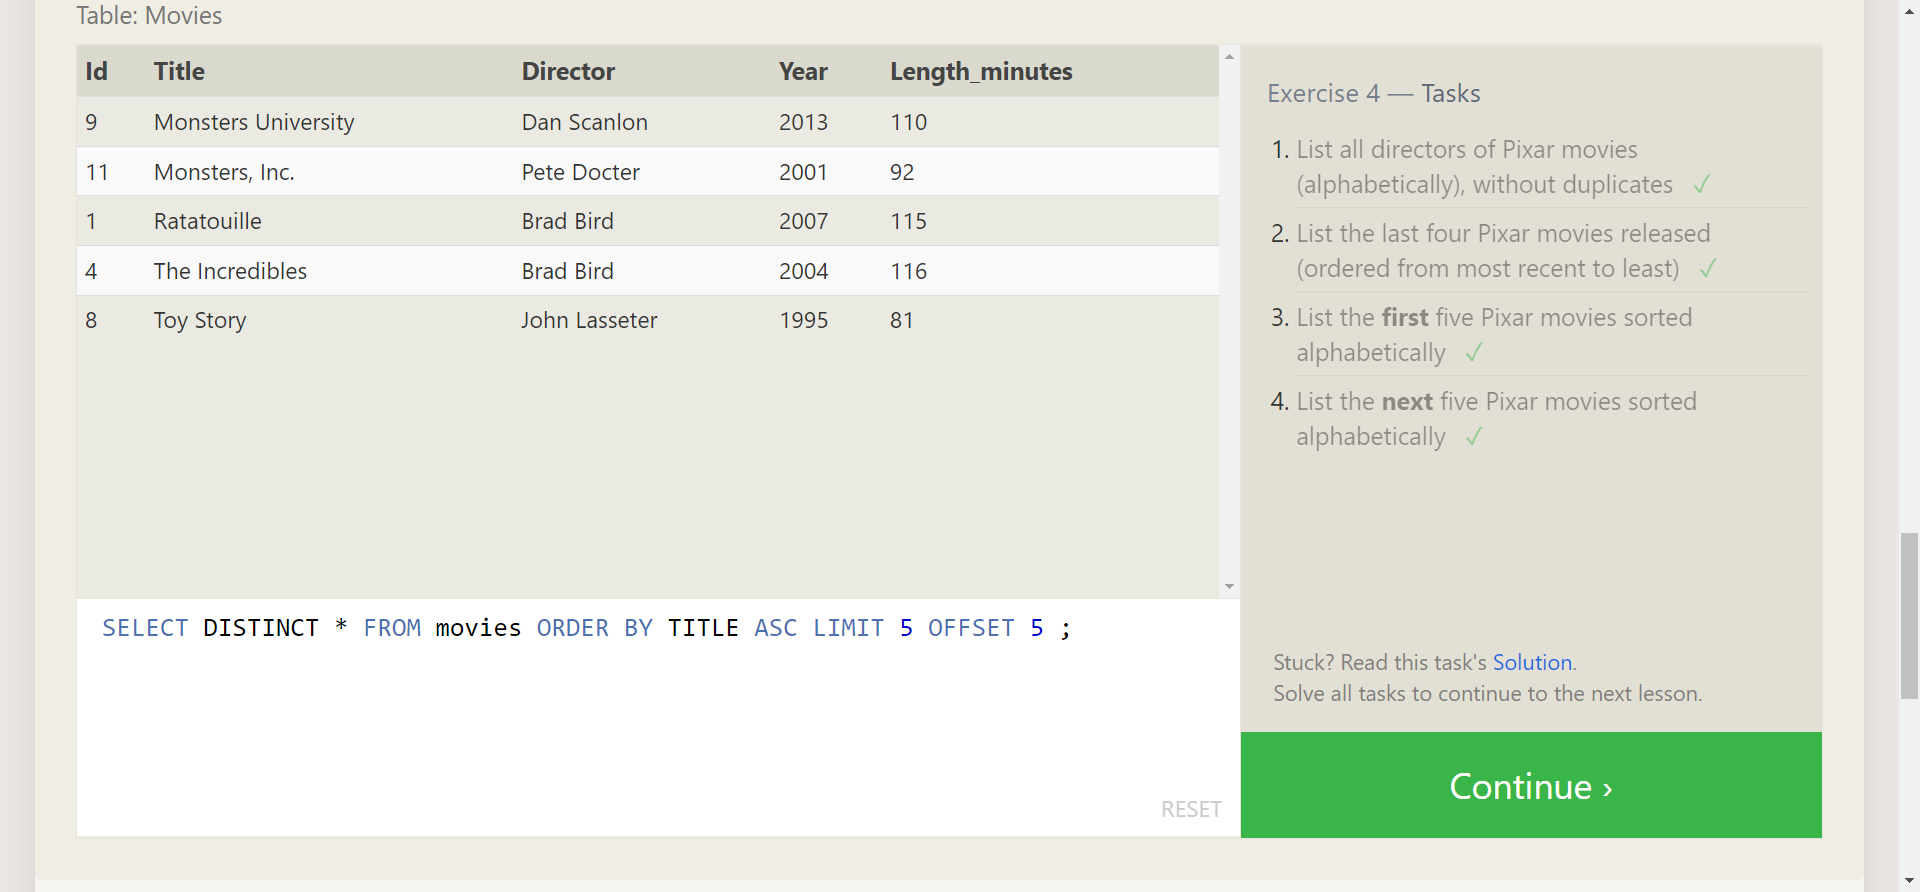 Table: Movies
Id Title Director Year Length_minutes
9 Monsters University Dan Scanlon 2013 110
11 Monsters, Inc. Pete Docter 2001 92
1 Ratatouille Brad Bird 2007 115
4 The Incredibles Brad Bird 2004 116
8 Toy Story John Lasseter 1995 81
SELECT DISTINCT * FROM movies ORDER BY TITLE ASC LIMIT 5 OFFSET 5 ;
RESET
Exercise 4 — Tasks
1. List all directors of Pixar movies
(alphabetically), without duplicates ✓
2. List the last four Pixar movies released
(ordered from most recent to least) ✓
3. List the first five Pixar movies sorted
alphabetically ✓
4. List the next five Pixar movies sorted
alphabetically ✓
Stuck? Read this task's Solution.
Solve all tasks to continue to the next lesson.
Continue ›